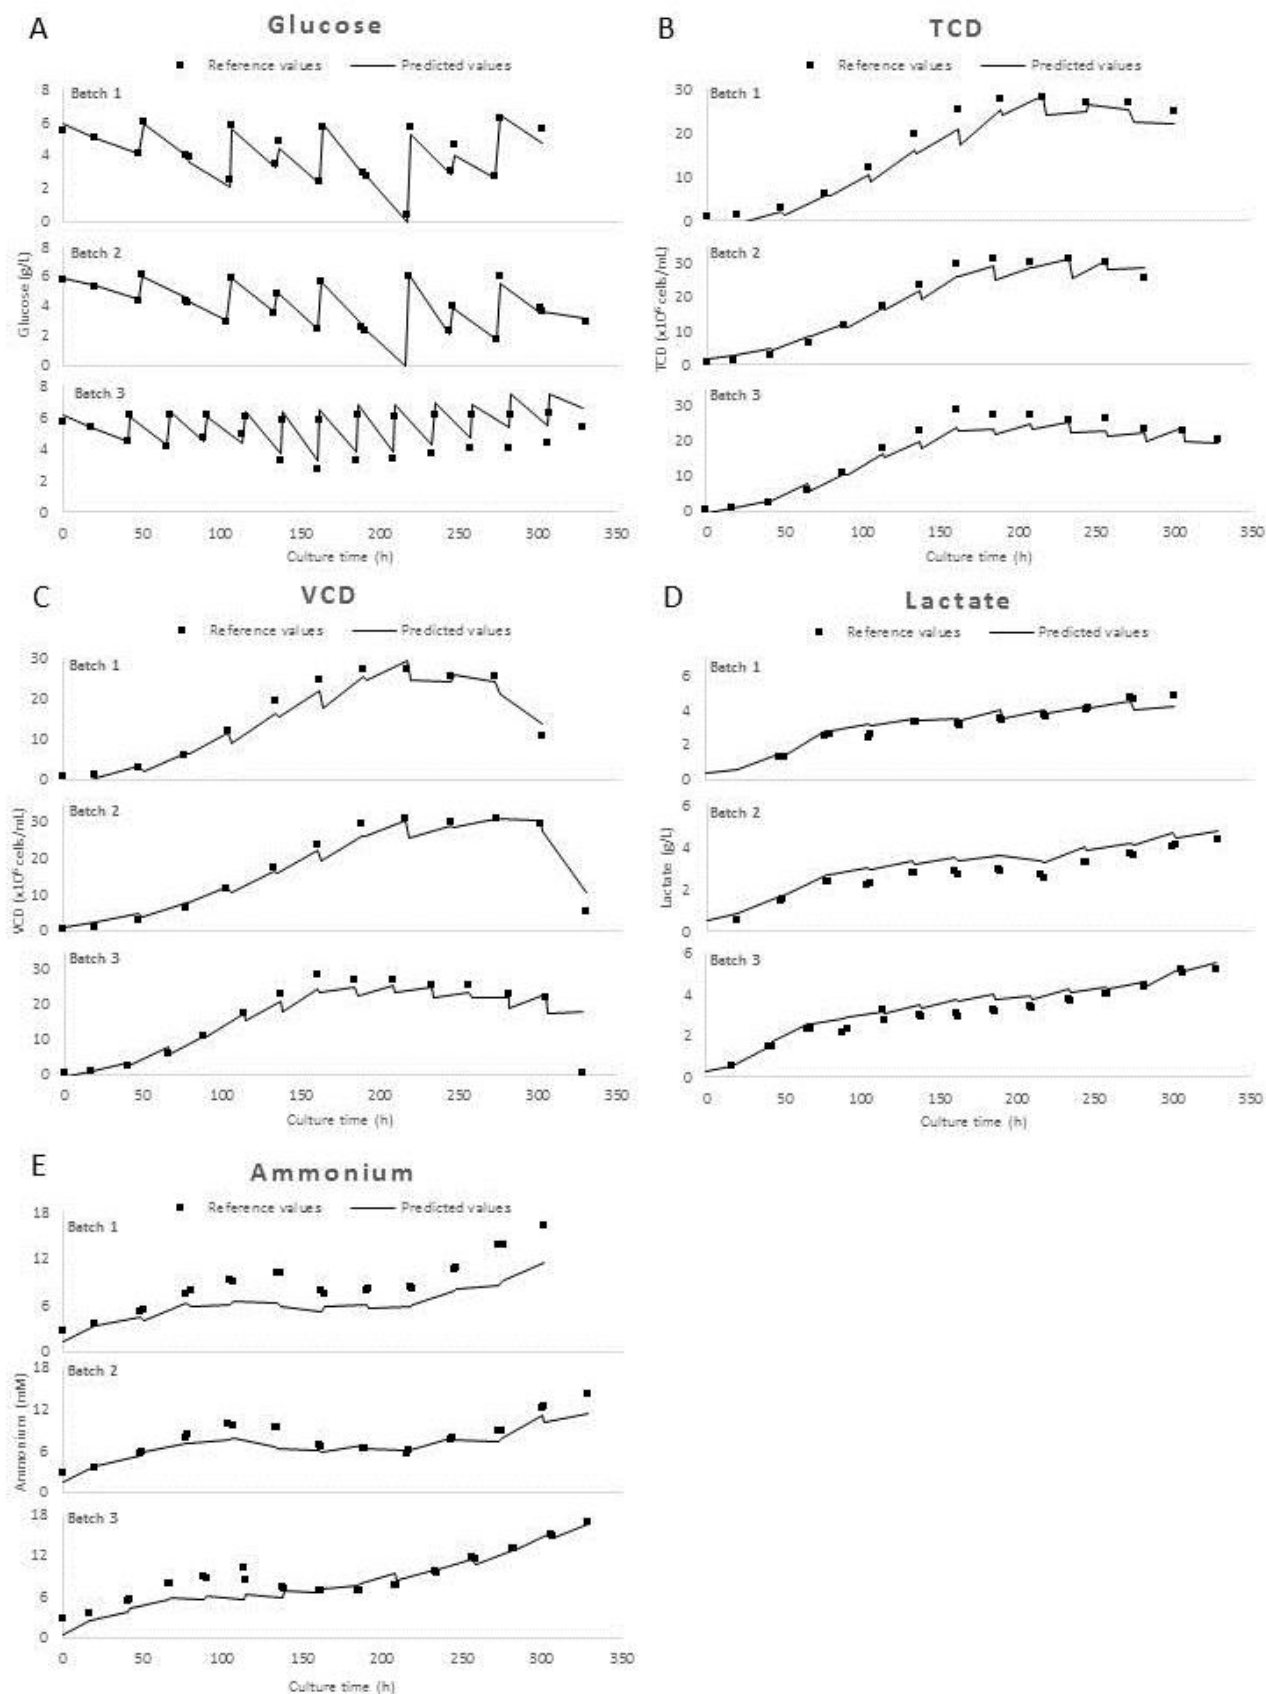 A
Glucose
Reference values
Predicted values
Glucose (g/L)
8
Batch 1
6
4
2
0
8
Batch 2
6
4
2
0
8
Batch 3
6
4
2
0
0 50 100 150 200 250 300 350
Culture time (h)
B
TCD
Reference values
Predicted values
TCD (x10⁶ cells/mL)
30
Batch 1
20
10
0
Batch 2
30
20
10
0
Batch 3
30
20
10
0
0 50 100 150 200 250 300 350
Culture time (h)
C
VCD
Reference values
Predicted values
VCD (x10⁶ cells/mL)
30
Batch 1
20
10
0
Batch 2
30
20
10
0
Batch 3
30
20
10
0
0 50 100 150 200 250 300 350
Culture time (h)
D
Lactate
Reference values
Predicted values
Lactate (g/L)
Batch 1
6
4
2
0
6
Batch 2
4
2
0
6
Batch 3
4
2
0
0 50 100 150 200 250 300 350
Culture time (h)
E
Ammonium
Reference values
Predicted values
Ammonium (mM)
18
Batch 1
12
6
0
18
Batch 2
12
6
0
18
Batch 3
12
6
0
0 50 100 150 200 250 300 350
Culture time (h)